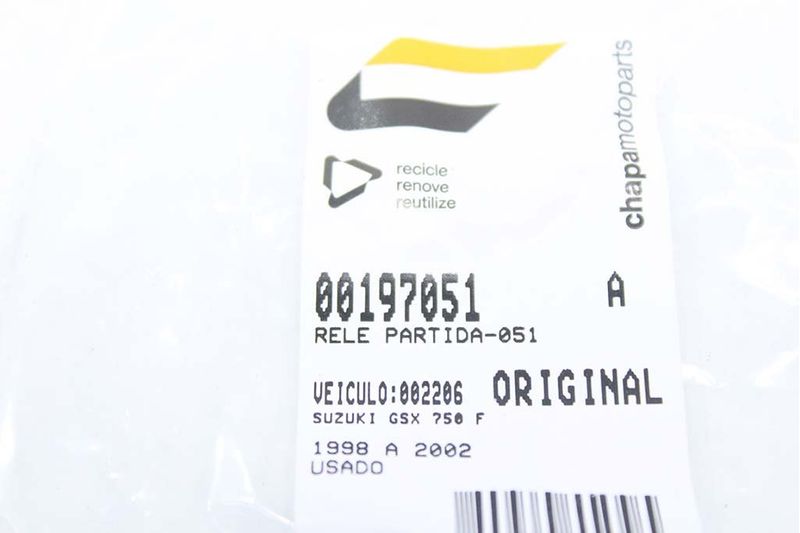 chapamotoparts
recicle
renove
reutilize
00197051 A
RELE PARTIDA-051
VEICULO:002206 ORIGINAL
SUZUKI GSX 750 F
1998 A 2002
USADO